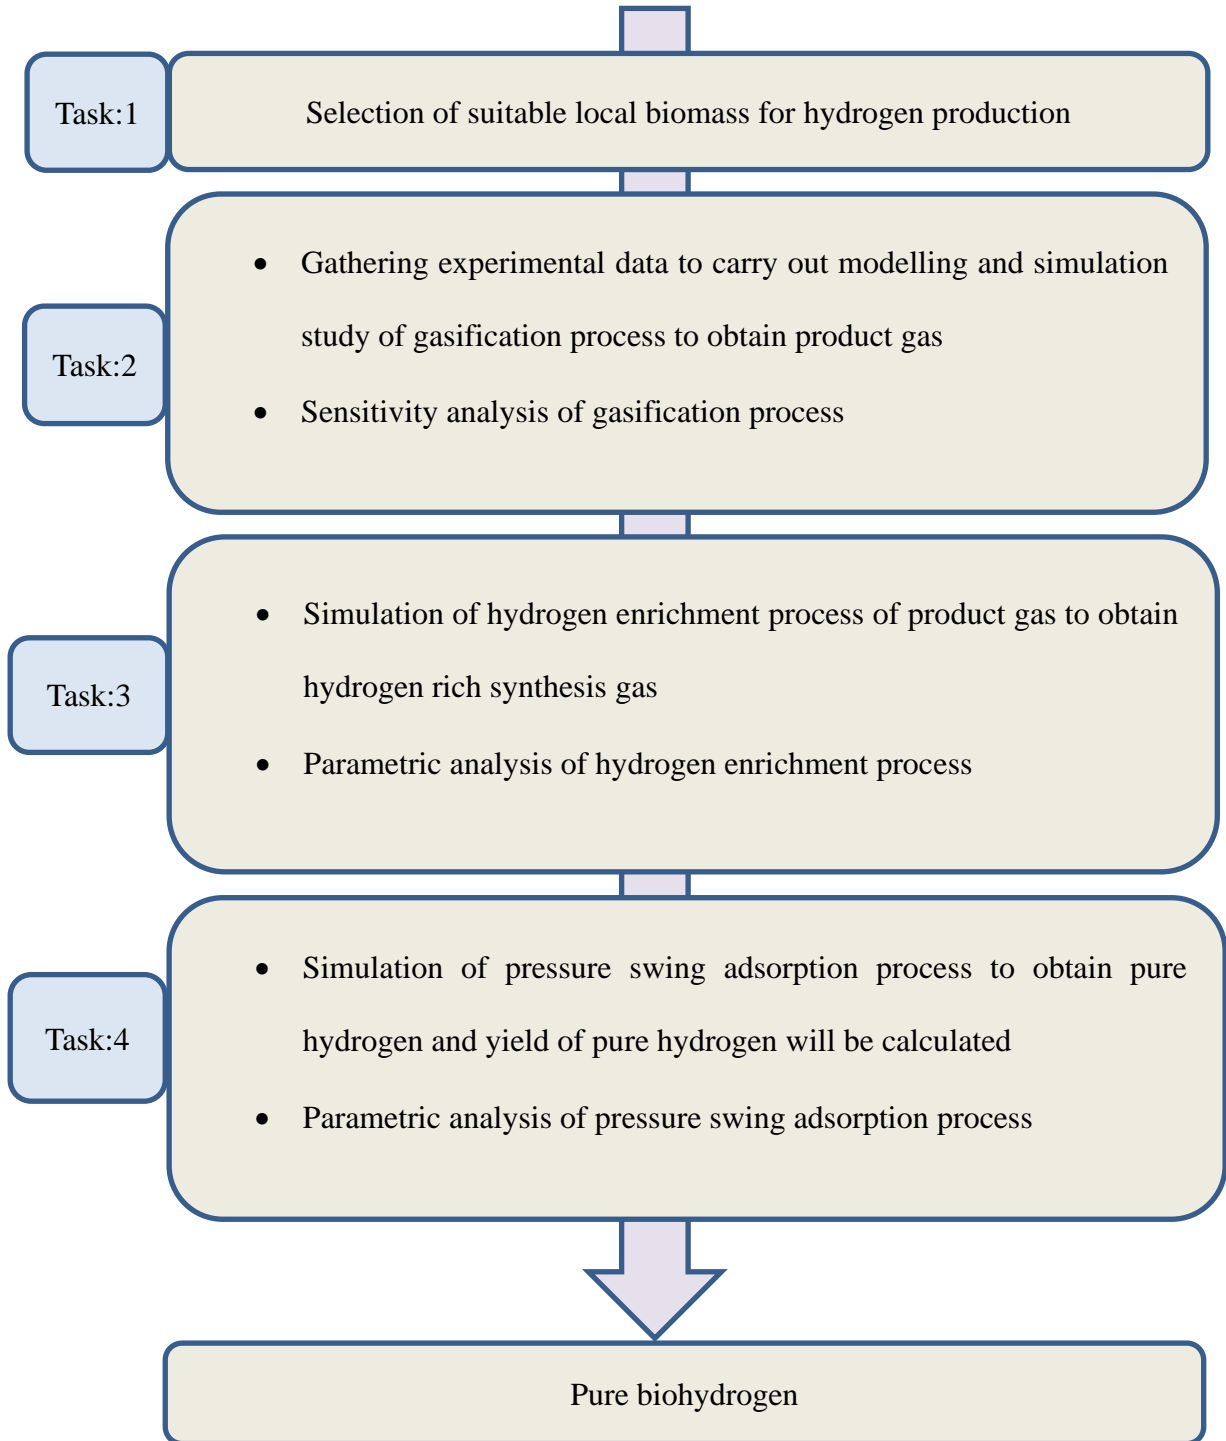 Task:1
Selection of suitable local biomass for hydrogen production
Task:2
• Gathering experimental data to carry out modelling and simulation
study of gasification process to obtain product gas
• Sensitivity analysis of gasification process
Task:3
• Simulation of hydrogen enrichment process of product gas to obtain
hydrogen rich synthesis gas
• Parametric analysis of hydrogen enrichment process
Task:4
• Simulation of pressure swing adsorption process to obtain pure
hydrogen and yield of pure hydrogen will be calculated
• Parametric analysis of pressure swing adsorption process
Pure biohydrogen